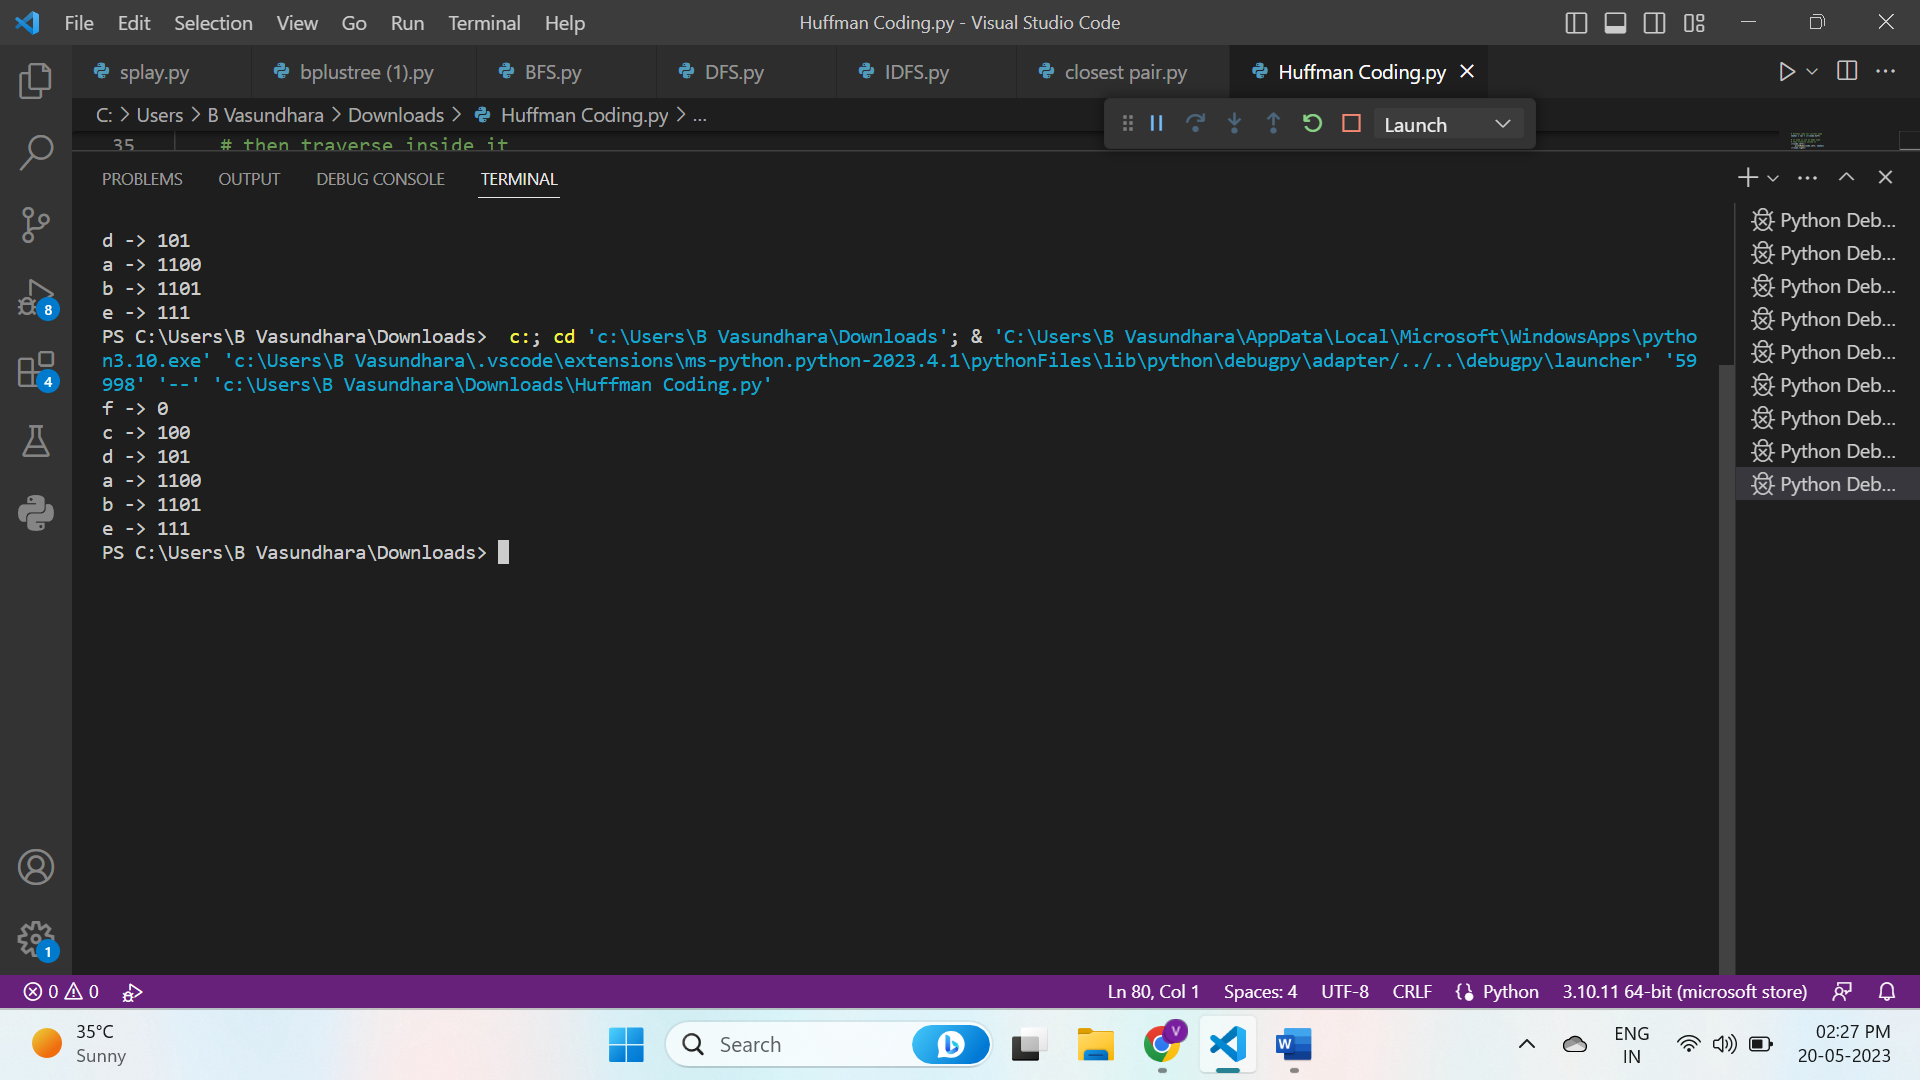 File Edit Selection View Go Run Terminal Help
Huffman Coding.py - Visual Studio Code
splay.py
bplustree (1).py
BFS.py
DFS.py
IDFS.py
closest pair.py
Huffman Coding.py
C: > Users > B Vasundhara > Downloads > Huffman Coding.py > ...
Launch
35 # then traverse inside it
PROBLEMS OUTPUT DEBUG CONSOLE TERMINAL
d -> 101
a -> 1100
b -> 1101
e -> 111
PS C:\Users\B Vasundhara\Downloads>  c:; cd 'c:\Users\B Vasundhara\Downloads'; & 'C:\Users\B Vasundhara\AppData\Local\Microsoft\WindowsApps\pytho
n3.10.exe' 'c:\Users\B Vasundhara\.vscode\extensions\ms-python.python-2023.4.1\pythonFiles\lib\python\debugpy\adapter/../..\debugpy\launcher' '59
998' '--' 'c:\Users\B Vasundhara\Downloads\Huffman Coding.py'
f -> 0
c -> 100
d -> 101
a -> 1100
b -> 1101
e -> 111
PS C:\Users\B Vasundhara\Downloads>
Python Deb...
Python Deb...
Python Deb...
Python Deb...
Python Deb...
Python Deb...
Python Deb...
Python Deb...
Python Deb...
8
4
1
0 0
Ln 80, Col 1 Spaces: 4 UTF-8 CRLF Python 3.10.11 64-bit (microsoft store)
35°C
Sunny
Search
V
W
ENG
IN
02:27 PM
20-05-2023